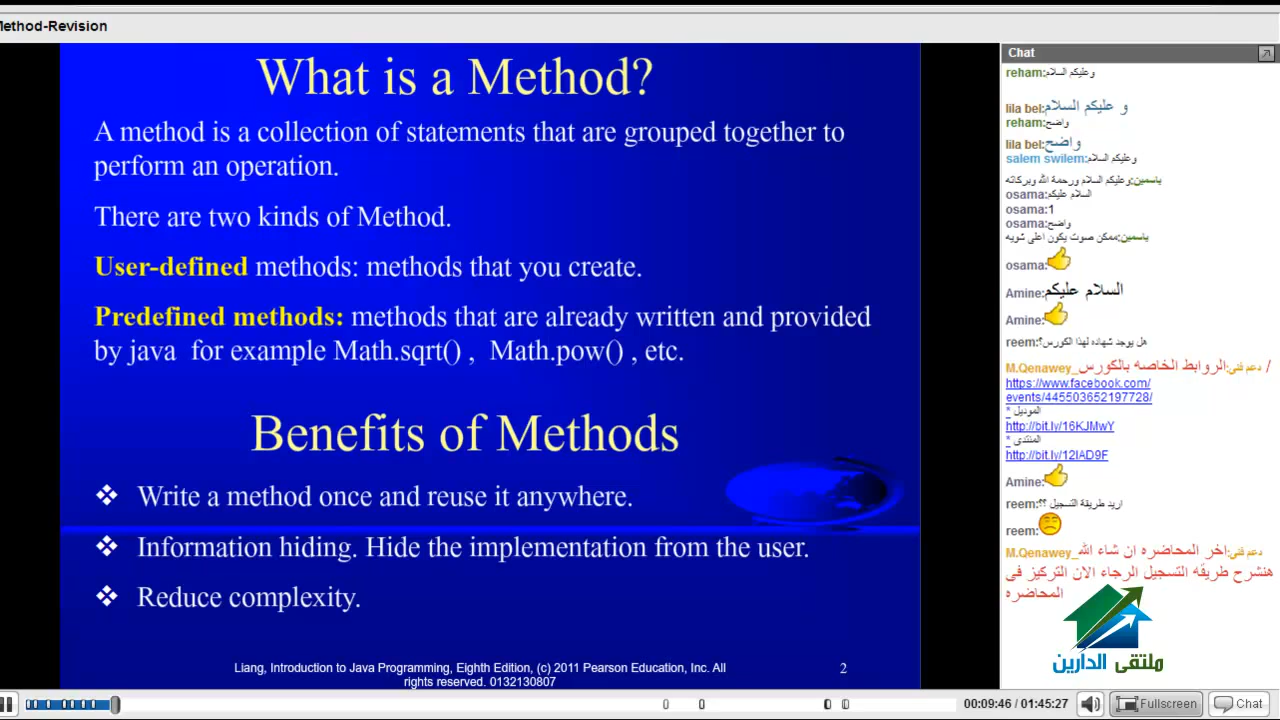 Method-Revision
What is a Method?
A method is a collection of statements that are grouped together to
perform an operation.
There are two kinds of Method.
User-defined methods: methods that you create.
Predefined methods: methods that are already written and provided
by java for example Math.sqrt() , Math.pow() , etc.
Benefits of Methods
❖ Write a method once and reuse it anywhere.
❖ Information hiding. Hide the implementation from the user.
❖ Reduce complexity.
Liang, Introduction to Java Programming, Eighth Edition, (c) 2011 Pearson Education, Inc. All
rights reserved. 0132130807
2
Chat
reham: وعليكم السلام
lila bel: و عليكم السلام
reham: واضح
lila bel: واضح
salem swilem: وعليكم السلام
ياسمين: وعليكم السلام ورحمة الله وبركاته
osama: السلام عليكم
osama: 1
osama: واضح
ياسمين: ممكن صوت يكون اعلى شويه
osama:
Amine: السلام عليكم
Amine:
reem: هل يوجد شهاده لهذا الكورس؟
M.Qenawey_دعم فنى: الروابط الخاصه بالكورس /
https://www.facebook.com/
events/445503652197728/
* الموديل
http://bit.ly/16KJMwY
* المنتدى
http://bit.ly/12IAD9F
Amine:
reem: اريد طريقة التسجيل ؟؟
reem:
M.Qenawey_دعم فنى: اخر المحاضره ان شاء الله
هنشرح طريقه التسجيل الرجاء الان التركيز فى
المحاضره
ملتقى الدارين
00:09:46 / 01:45:27
Fullscreen
Chat